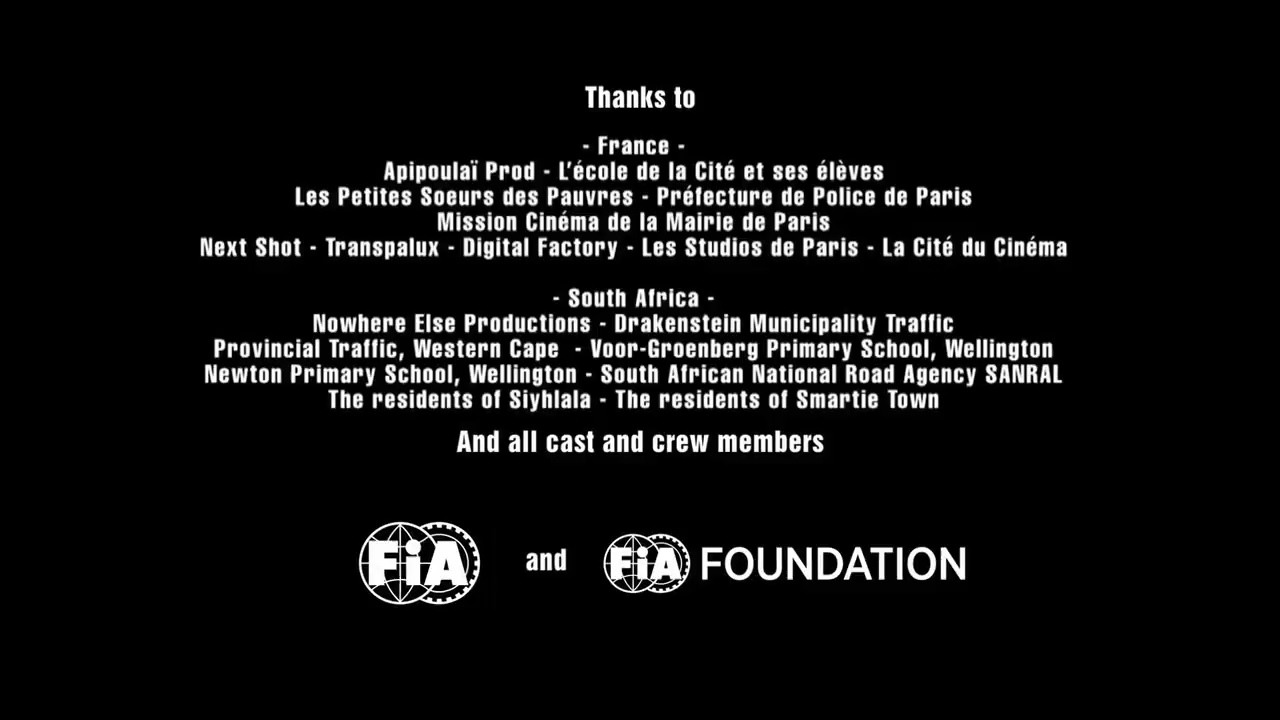 Thanks to
- France -
Apipoulaï Prod - L'école de la Cité et ses élèves
Les Petites Soeurs des Pauvres - Préfecture de Police de Paris
Mission Cinéma de la Mairie de Paris
Next Shot - Transpalux - Digital Factory - Les Studios de Paris - La Cité du Cinéma
- South Africa -
Nowhere Else Productions - Drakenstein Municipality Traffic
Provincial Traffic, Western Cape - Voor-Groenberg Primary School, Wellington
Newton Primary School, Wellington - South African National Road Agency SANRAL
The residents of Siyhlala - The residents of Smartie Town
And all cast and crew members
FiA and FiA FOUNDATION